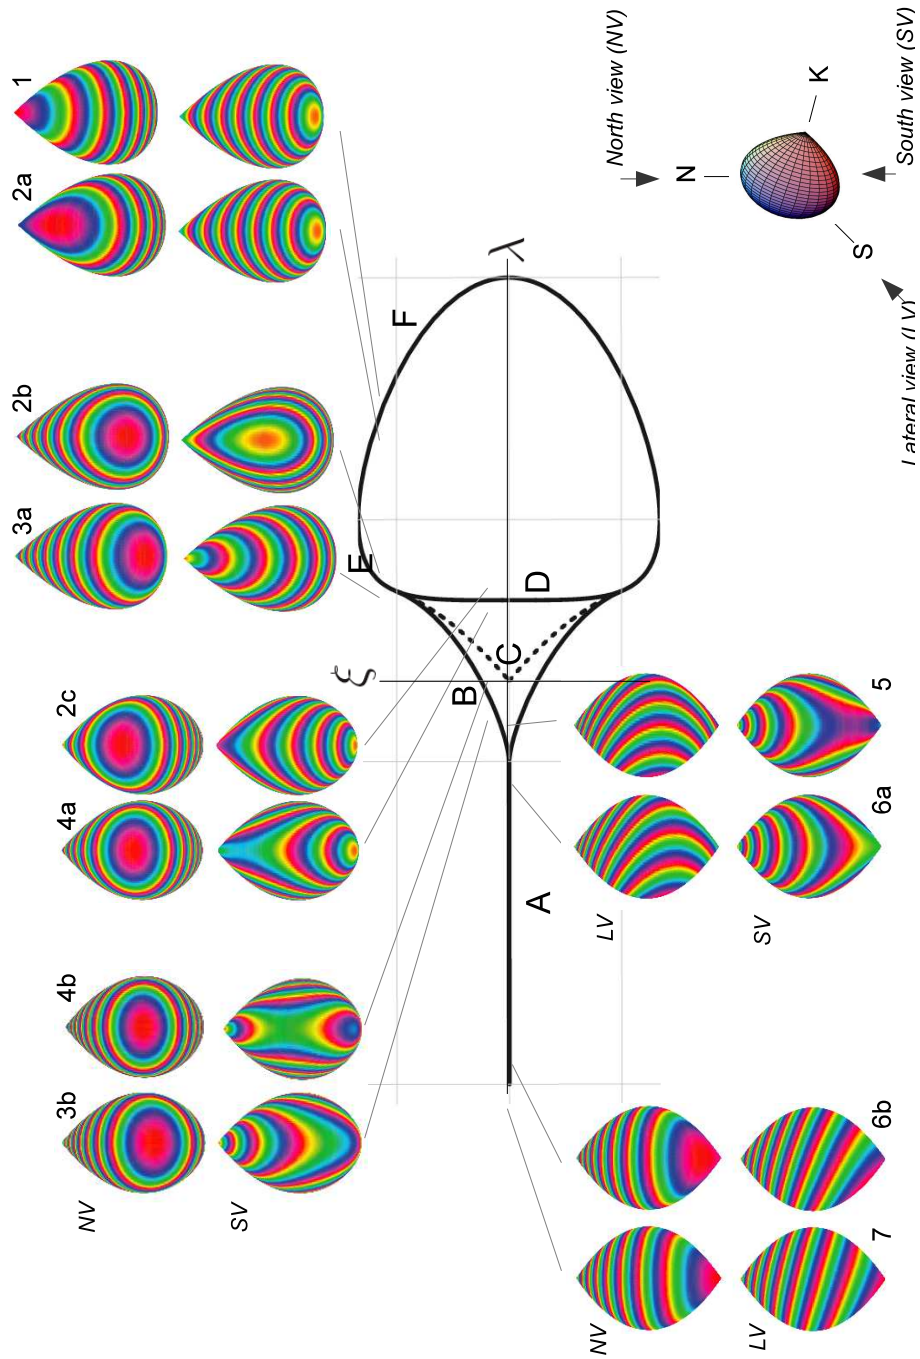 1
2a
2b
3a
2c
4a
4b
3b
NV
SV
North view (NV)
N
K
S
South view (SV)
Lateral view (LV)
λ
F
E
D
ξ
C
B
A
5
6a
LV
SV
6b
7
NV
LV